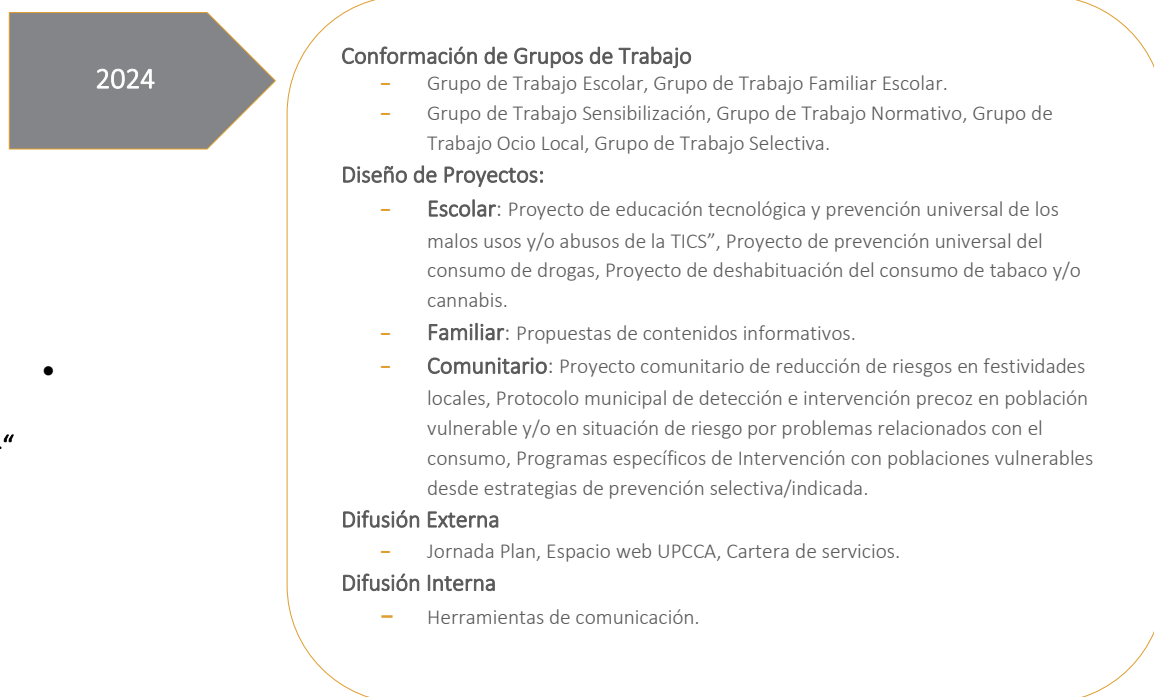 2024
Conformación de Grupos de Trabajo
– Grupo de Trabajo Escolar, Grupo de Trabajo Familiar Escolar.
– Grupo de Trabajo Sensibilización, Grupo de Trabajo Normativo, Grupo de
Trabajo Ocio Local, Grupo de Trabajo Selectiva.
Diseño de Proyectos:
– Escolar: Proyecto de educación tecnológica y prevención universal de los
malos usos y/o abusos de la TICS”, Proyecto de prevención universal del
consumo de drogas, Proyecto de deshabituación del consumo de tabaco y/o
cannabis.
– Familiar: Propuestas de contenidos informativos.
– Comunitario: Proyecto comunitario de reducción de riesgos en festividades
locales, Protocolo municipal de detección e intervención precoz en población
vulnerable y/o en situación de riesgo por problemas relacionados con el
consumo, Programas específicos de Intervención con poblaciones vulnerables
desde estrategias de prevención selectiva/indicada.
Difusión Externa
– Jornada Plan, Espacio web UPCCA, Cartera de servicios.
Difusión Interna
– Herramientas de comunicación.
•
“